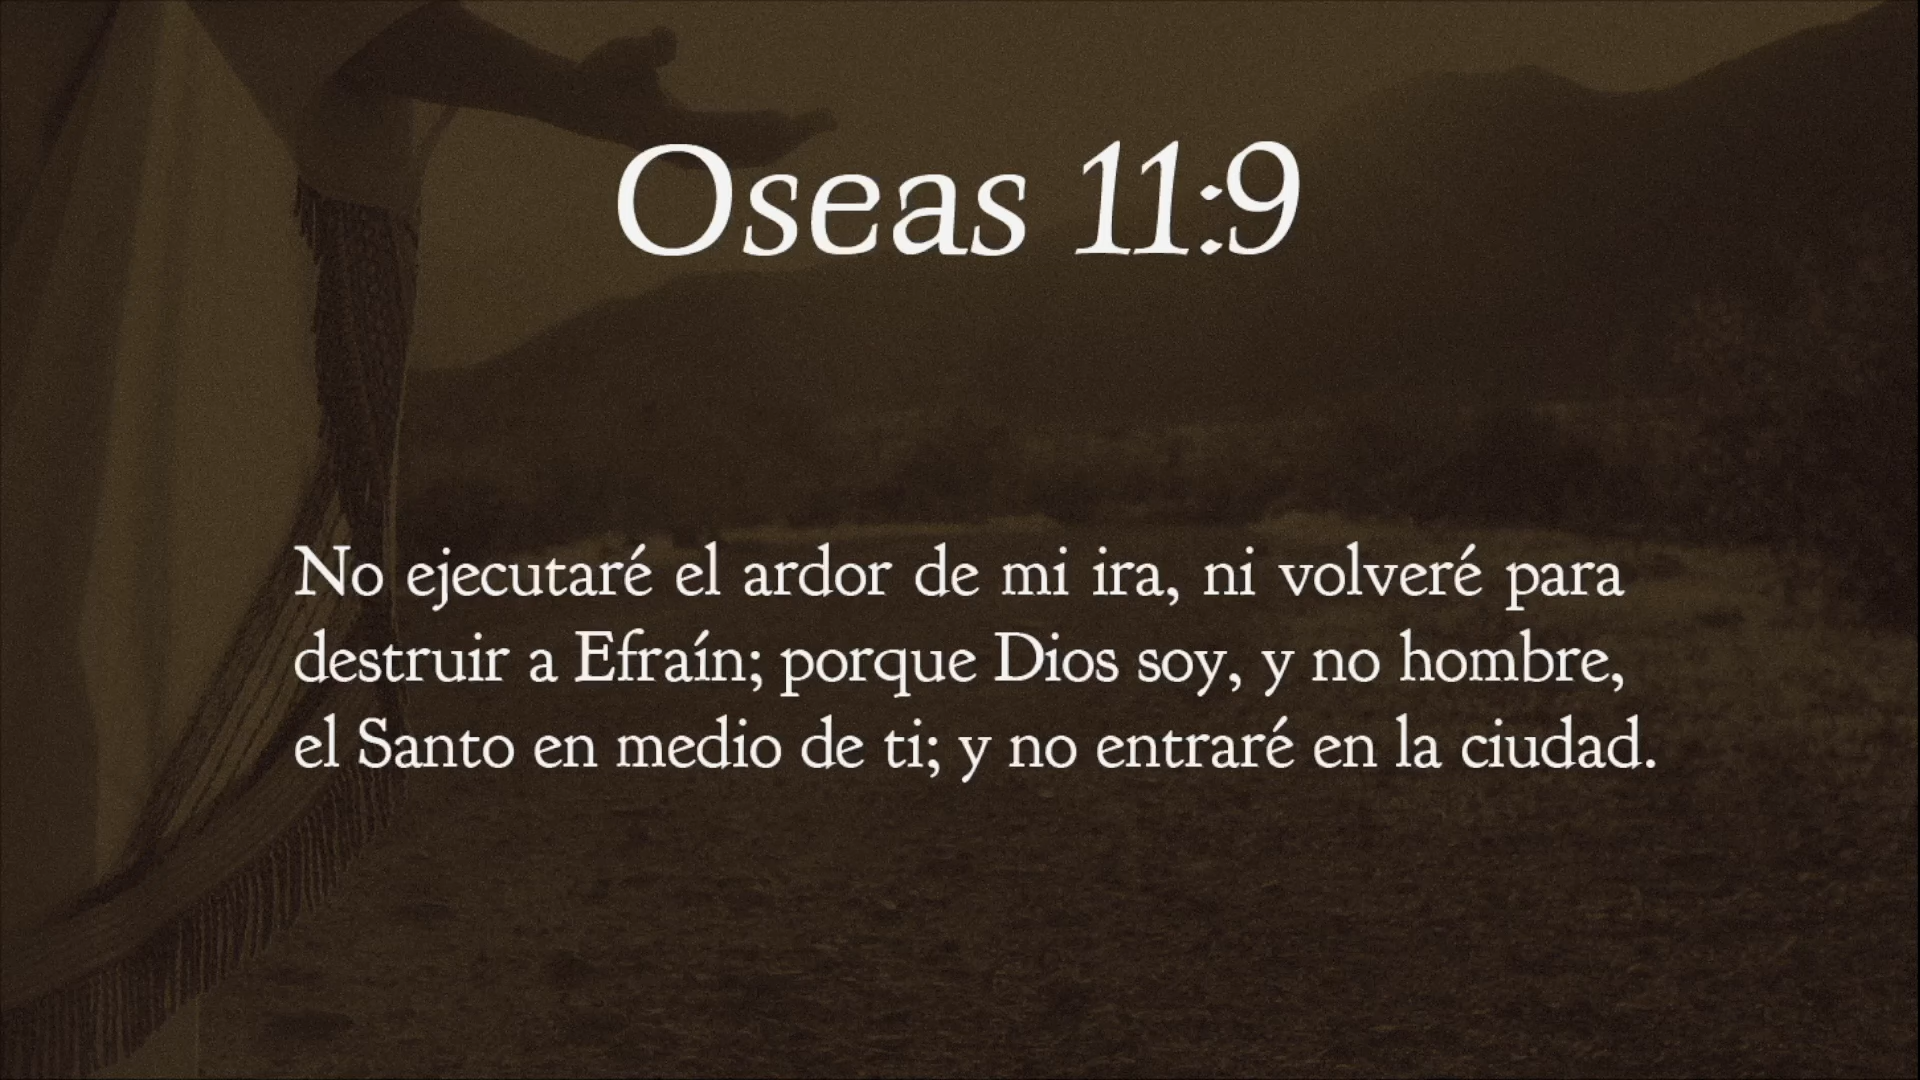 Oseas 11:9
No ejecutaré el ardor de mi ira, ni volveré para
destruir a Efraín; porque Dios soy, y no hombre,
el Santo en medio de ti; y no entraré en la ciudad.